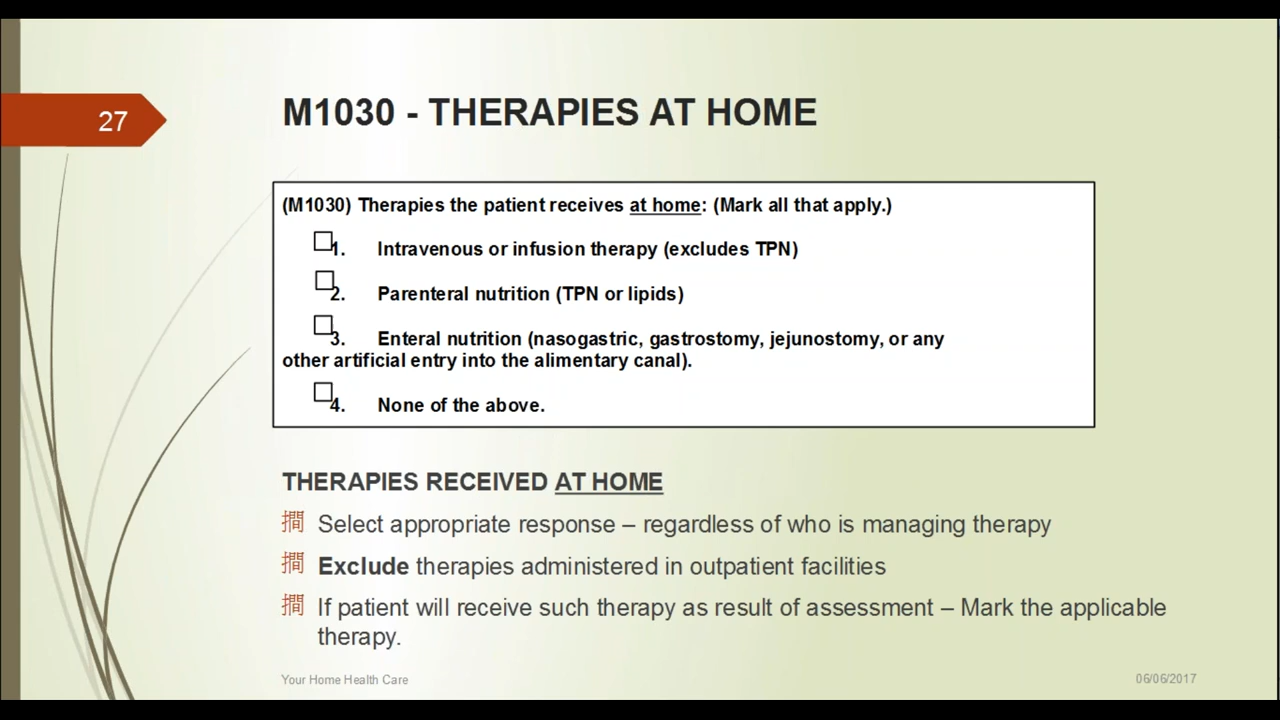 27
M1030 - THERAPIES AT HOME
(M1030) Therapies the patient receives at home: (Mark all that apply.)
☐1. Intravenous or infusion therapy (excludes TPN)
☐2. Parenteral nutrition (TPN or lipids)
☐3. Enteral nutrition (nasogastric, gastrostomy, jejunostomy, or any
other artificial entry into the alimentary canal).
☐4. None of the above.
THERAPIES RECEIVED AT HOME
擱 Select appropriate response – regardless of who is managing therapy
擱 Exclude therapies administered in outpatient facilities
擱 If patient will receive such therapy as result of assessment – Mark the applicable
therapy.
Your Home Health Care
06/06/2017